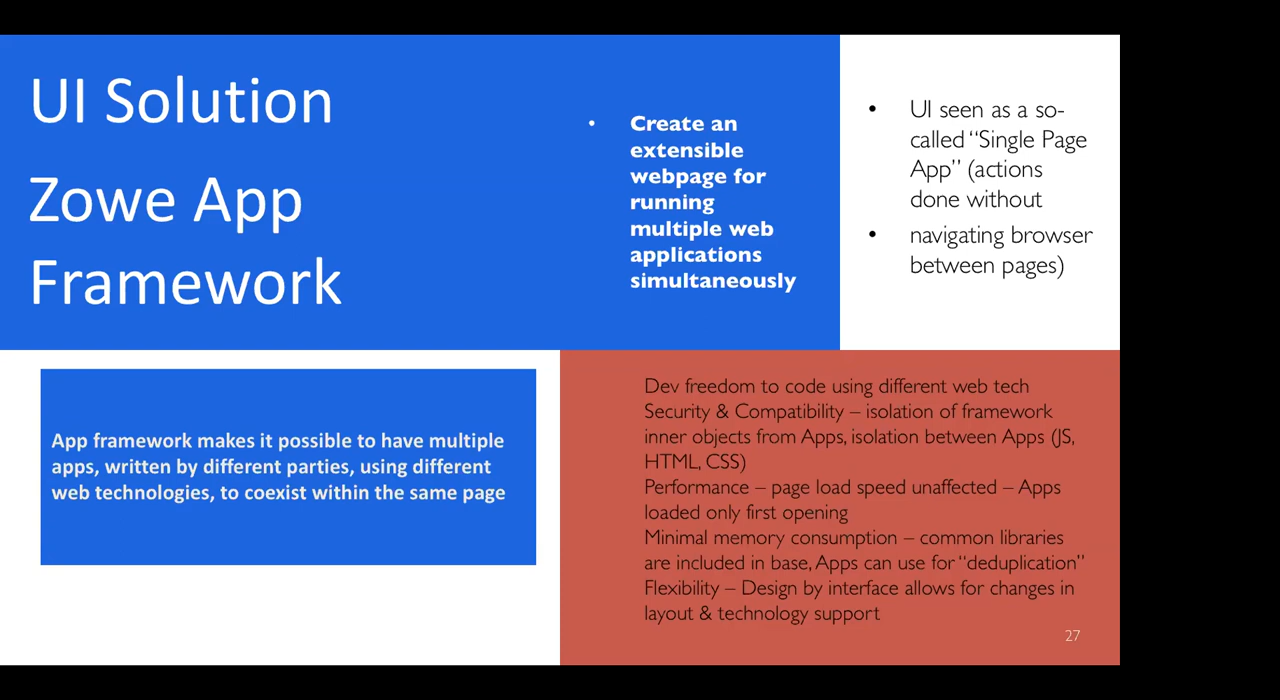 UI Solution
Zowe App
Framework
• Create an
extensible
webpage for
running
multiple web
applications
simultaneously
• UI seen as a so-
called “Single Page
App” (actions
done without
• navigating browser
between pages)
App framework makes it possible to have multiple
apps, written by different parties, using different
web technologies, to coexist within the same page
Dev freedom to code using different web tech
Security & Compatibility – isolation of framework
inner objects from Apps, isolation between Apps (JS,
HTML, CSS)
Performance – page load speed unaffected – Apps
loaded only first opening
Minimal memory consumption – common libraries
are included in base, Apps can use for “deduplication”
Flexibility – Design by interface allows for changes in
layout & technology support
27